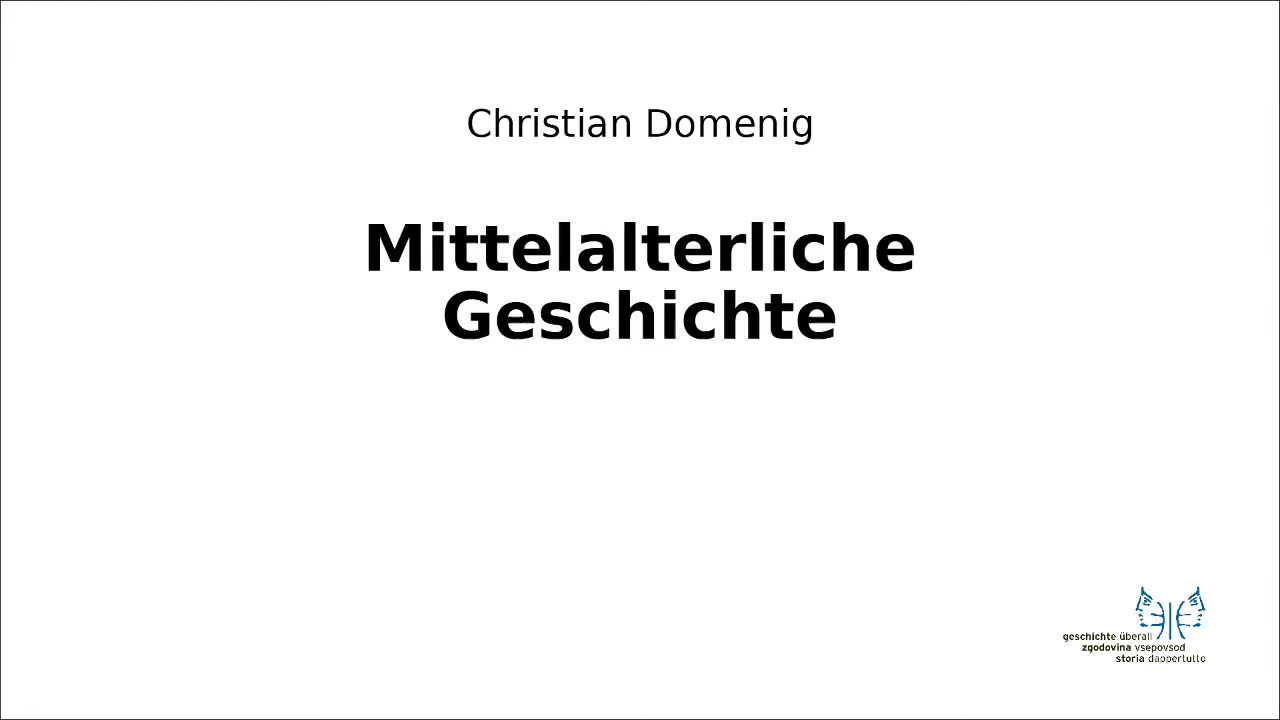 Christian Domenig
Mittelalterliche
Geschichte
geschichte überall
zgodovina vsepovsod
storia dappertutto